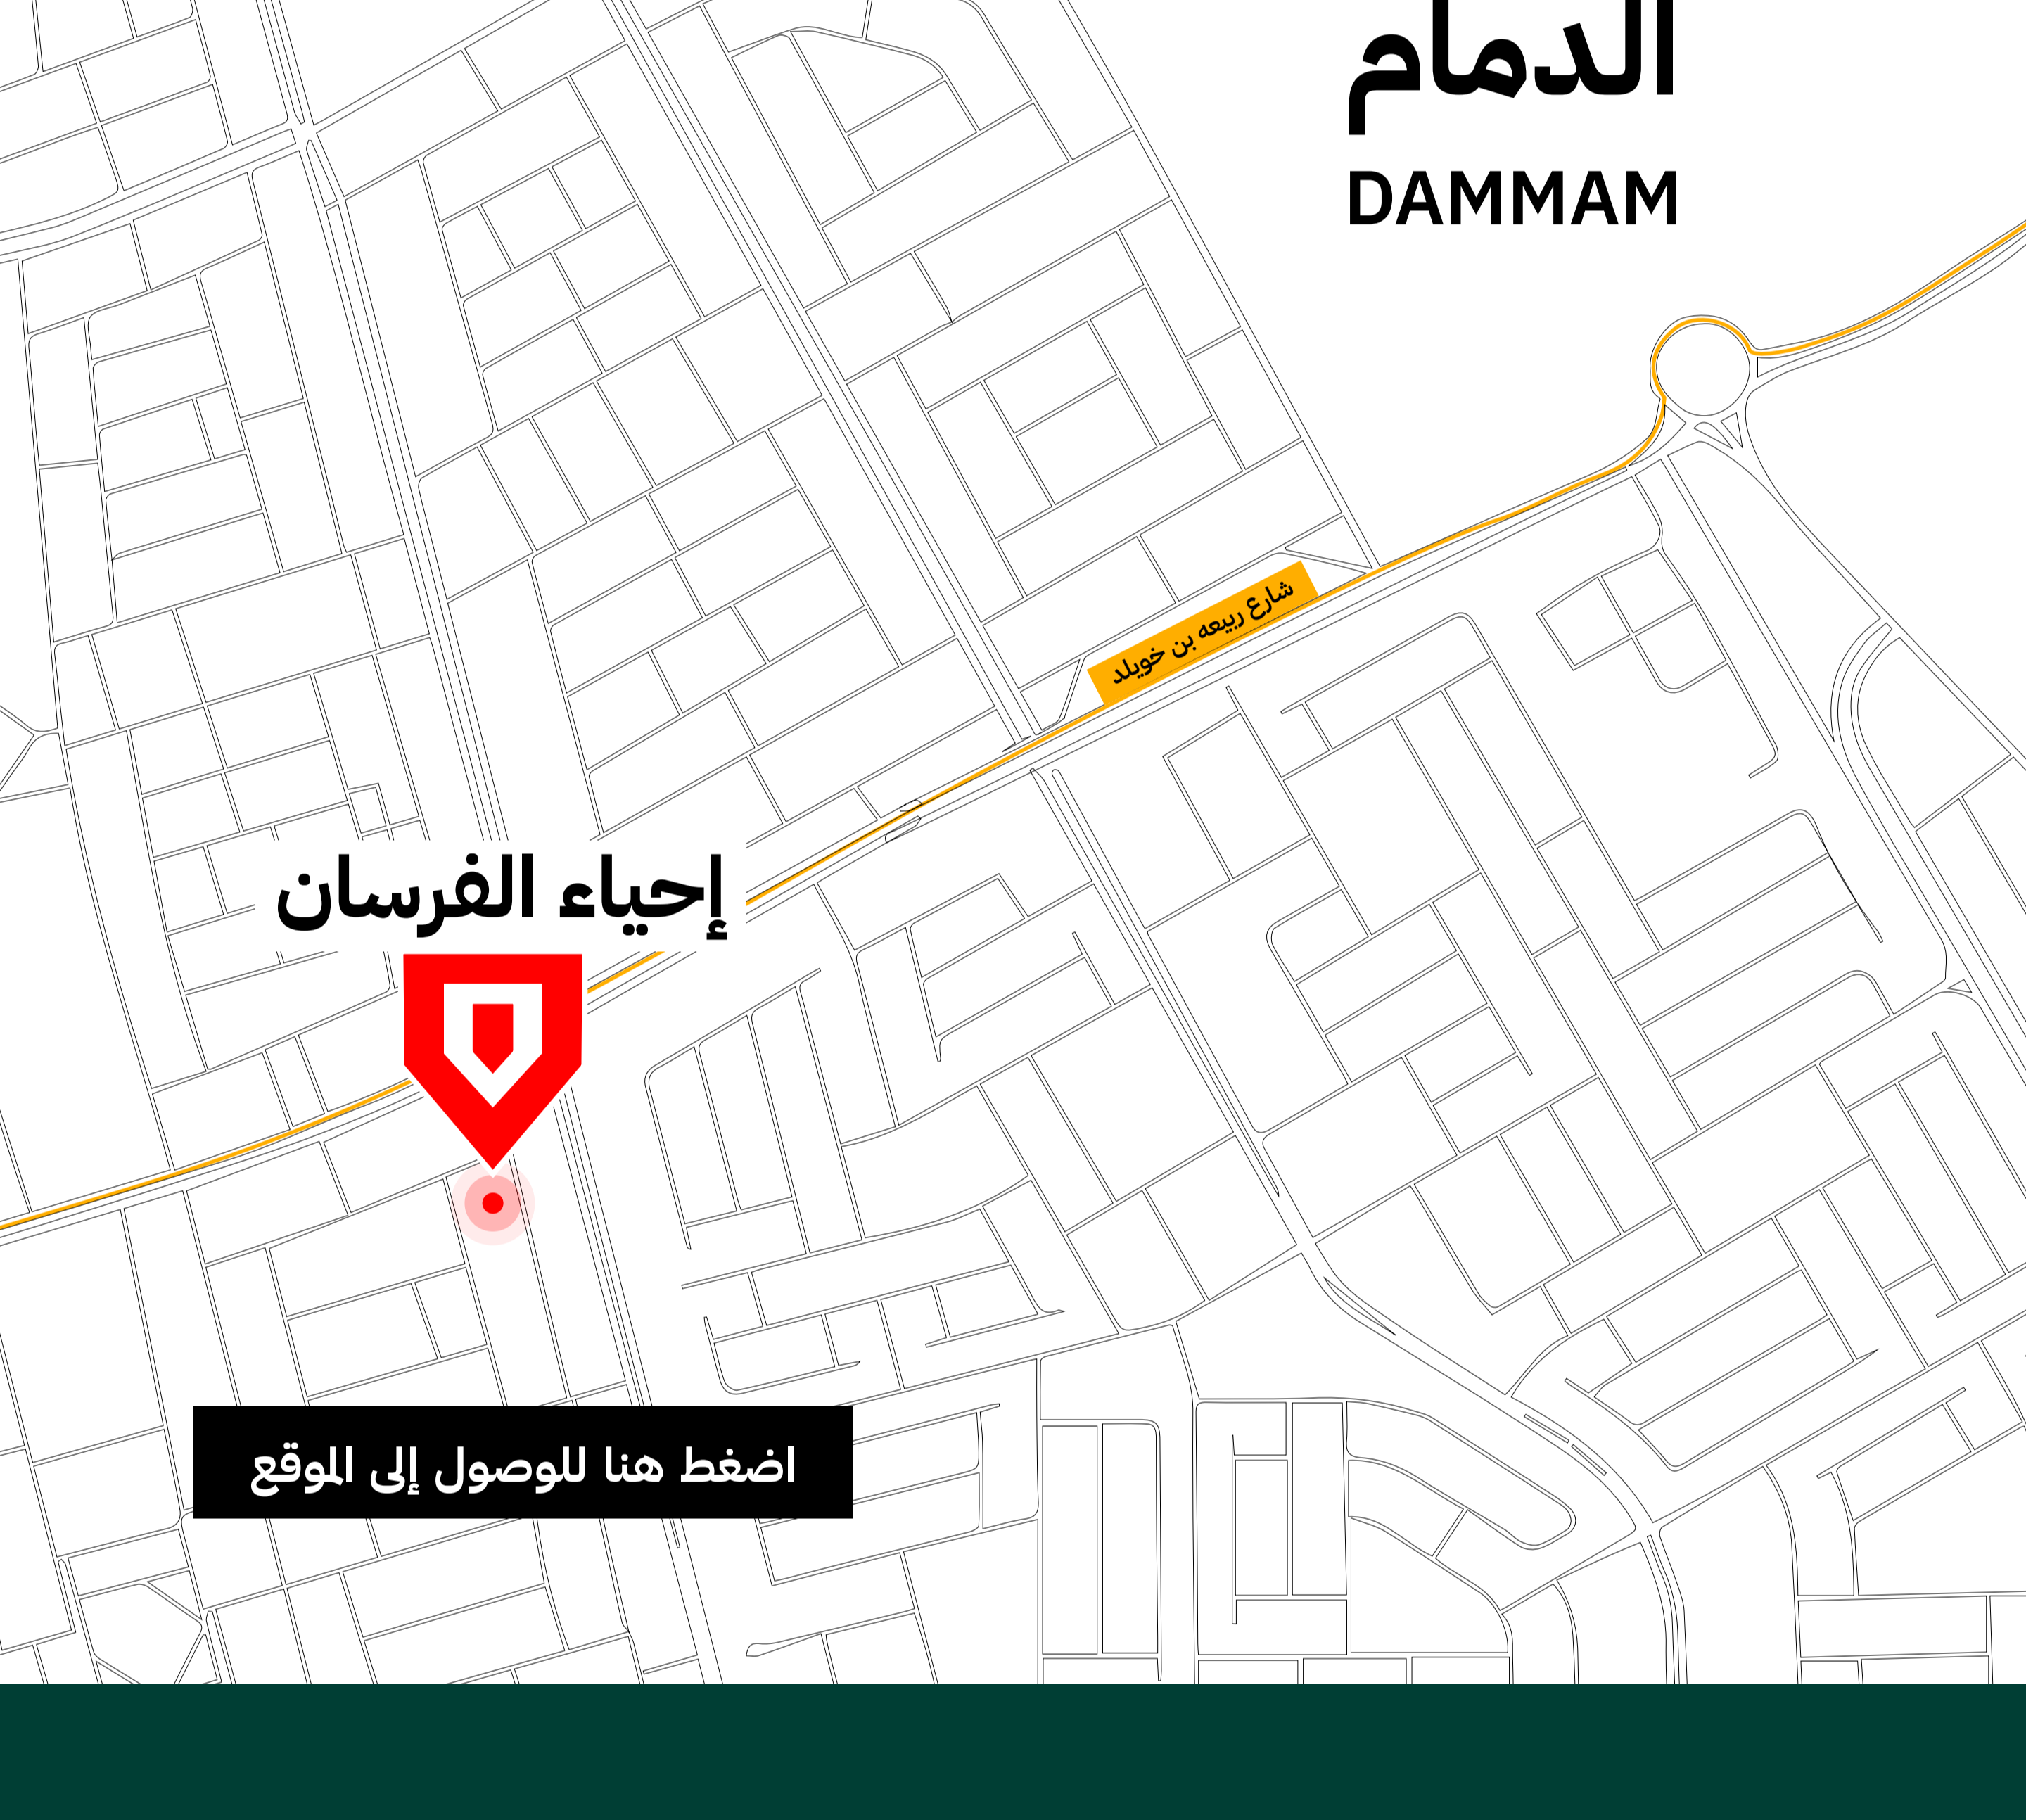 الدمام
DAMMAM
شارع ربيعه بن خويلد
إحياء الفرسان
اضغط هنا للوصول إلى الموقع